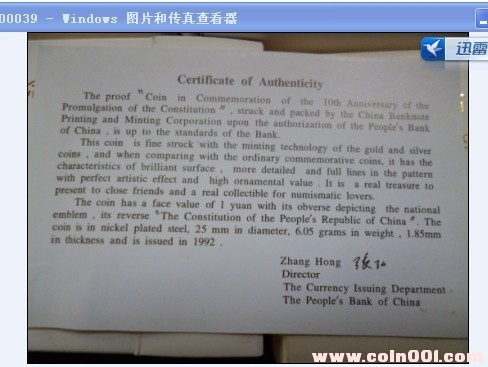 00039 - Windows 图片和传真查看器
迅雷
Certificate of Authenticity
The proof "Coin in Commemoration of the 10th Anniversary of the
Promulgation of the Constitution", struck and packed by the China Banknote
Printing and Minting Corporation upon the authorization of the People's Bank
of China, is up to the standards of the Bank.
This coin is fine struck with the minting technology of the gold and silver
coins, and when comparing with the ordinary commemorative coins, it has the
characteristics of brilliant surface, more detailed and full lines in the pattern
with perfect artistic effect and high ornamental value. It is a real treasure to
present to close friends and a real collectible for numismatic lovers.
The coin has a face value of 1 yuan with its obverse depicting the national
emblem, its reverse "The Constitution of the People's Republic of China". The
coin is in nickel plated steel, 25 mm in diameter, 6.05 grams in weight, 1.85mm
in thickness and is issued in 1992.
Zhang Hong 张弘
Director
The Currency Issuing Department
The People's Bank of China
www.coin001.com